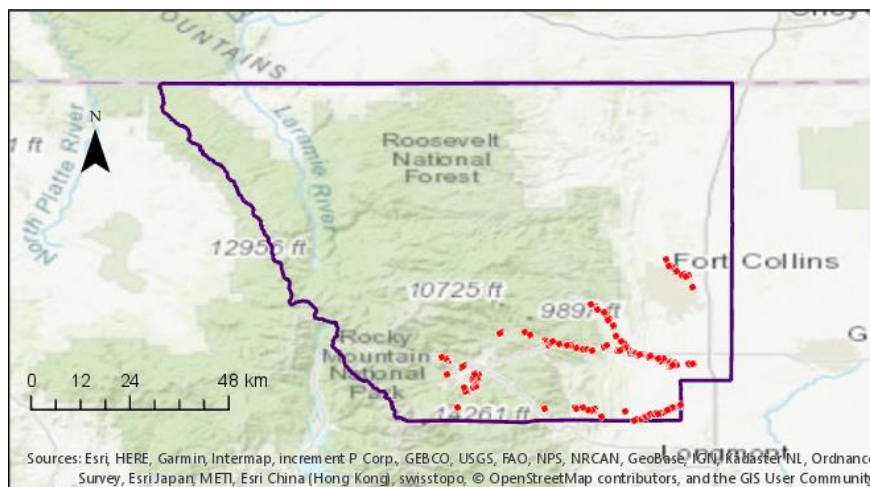 MOUNTAINS
N
North Platte River
Laramie River
Roosevelt
National
Forest
12956 ft
10725 ft
9897 ft
Fort Collins
Rocky
Mountain
National
Park
14261 ft
Longmont
0 12 24 48 km
Sources: Esri, HERE, Garmin, Intermap, increment P Corp., GEBCO, USGS, FAO, NPS, NRCAN, GeoBase, IGN, Kadaster NL, Ordnance
Survey, Esri Japan, METI, Esri China (Hong Kong), swisstopo, © OpenStreetMap contributors, and the GIS User Community